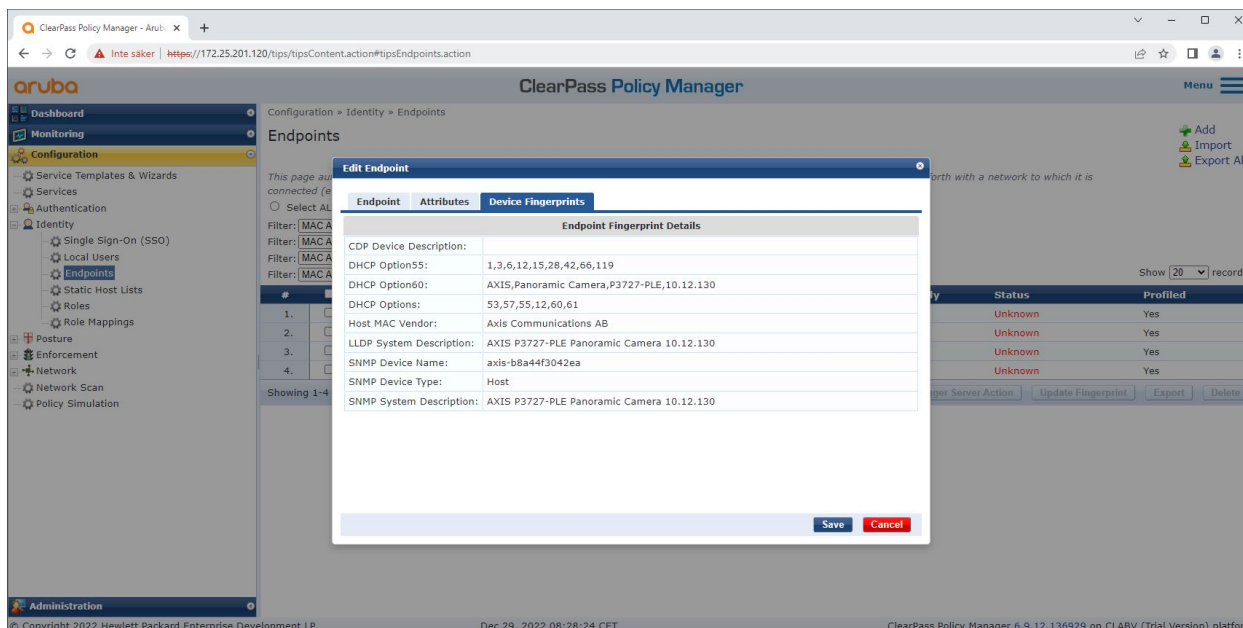 ClearPass Policy Manager - Arub
Inte säker | https://172.25.201.120/tips/tipsContent.action#tipsEndpoints.action
aruba
ClearPass Policy Manager
Menu
Dashboard
Monitoring
Configuration
Service Templates & Wizards
Services
Authentication
Identity
Single Sign-On (SSO)
Local Users
Endpoints
Static Host Lists
Roles
Role Mappings
Posture
Enforcement
Network
Network Scan
Policy Simulation
Administration
Configuration » Identity » Endpoints
Endpoints
Add
Import
Export Al
This page au
orth with a network to which it is
connected (e
Select AL
Filter: MAC A
Filter: MAC A
Filter: MAC A
Filter: MAC A
Show 20 record
# ly Status Profiled
1. Unknown Yes
2. Unknown Yes
3. Unknown Yes
4. Unknown Yes
Showing 1-4
ger Server Action Update Fingerprint Export Delete
Edit Endpoint
Endpoint Attributes Device Fingerprints
Endpoint Fingerprint Details
CDP Device Description:
DHCP Option55: 1,3,6,12,15,28,42,66,119
DHCP Option60: AXIS,Panoramic Camera,P3727-PLE,10.12.130
DHCP Options: 53,57,55,12,60,61
Host MAC Vendor: Axis Communications AB
LLDP System Description: AXIS P3727-PLE Panoramic Camera 10.12.130
SNMP Device Name: axis-b8a44f3042ea
SNMP Device Type: Host
SNMP System Description: AXIS P3727-PLE Panoramic Camera 10.12.130
Save Cancel
© Copyright 2022 Hewlett Packard Enterprise Development LP
Dec 29, 2022 08:28:24 CET
ClearPass Policy Manager 6.9.12.136929 on CLABV (Trial Version) platfor